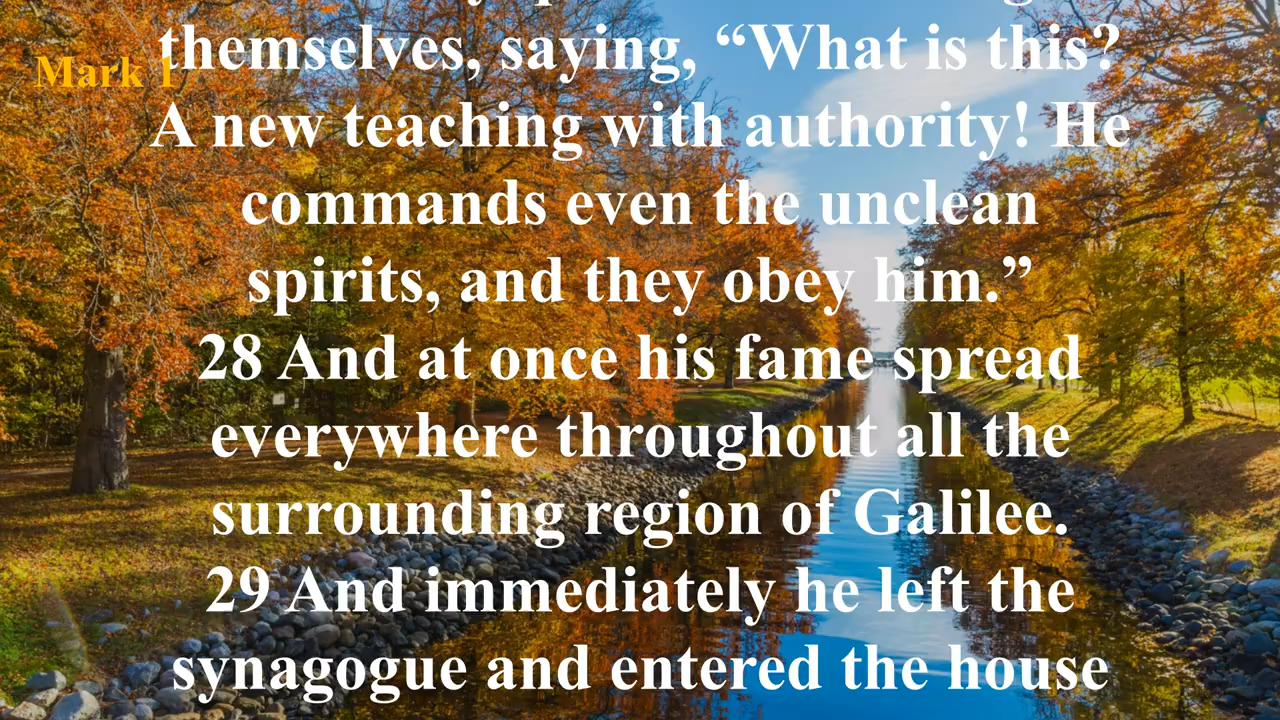 themselves, saying, “What is this?
Mark 1
A new teaching with authority! He
commands even the unclean
spirits, and they obey him.”
28 And at once his fame spread
everywhere throughout all the
surrounding region of Galilee.
29 And immediately he left the
synagogue and entered the house